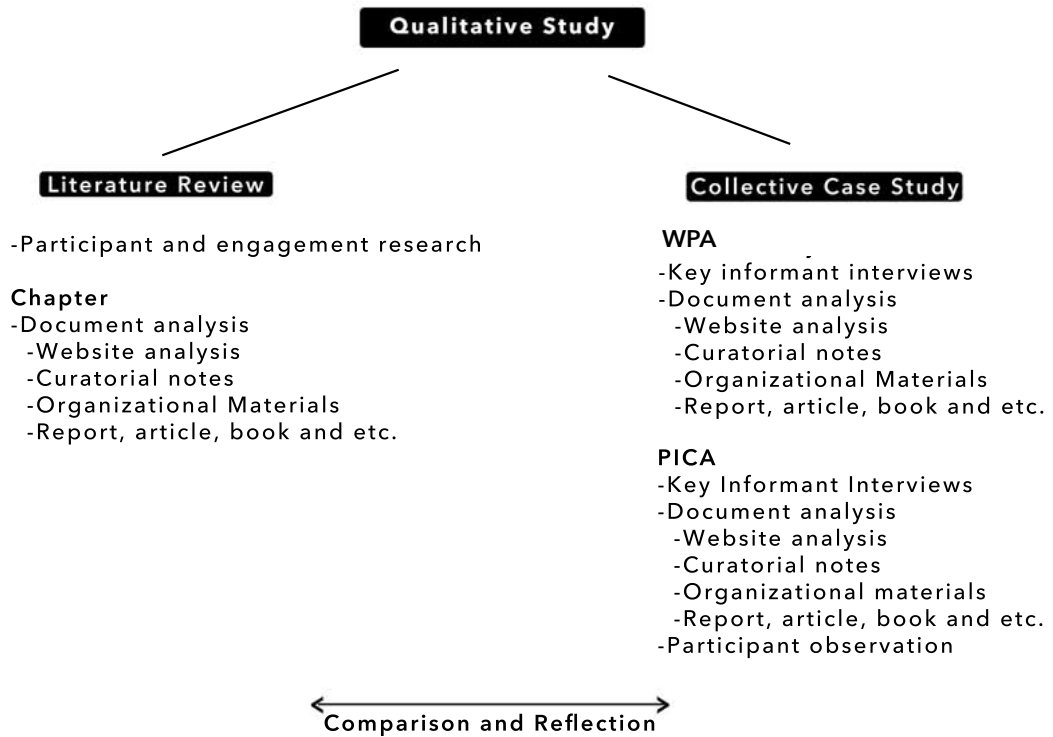 Qualitative Study
Literature Review
-Participant and engagement research
Chapter
-Document analysis
-Website analysis
-Curatorial notes
-Organizational Materials
-Report, article, book and etc.
Collective Case Study
WPA
-Key informant interviews
-Document analysis
-Website analysis
-Curatorial notes
-Organizational Materials
-Report, article, book and etc.
PICA
-Key Informant Interviews
-Document analysis
-Website analysis
-Curatorial notes
-Organizational materials
-Report, article, book and etc.
-Participant observation
Comparison and Reflection